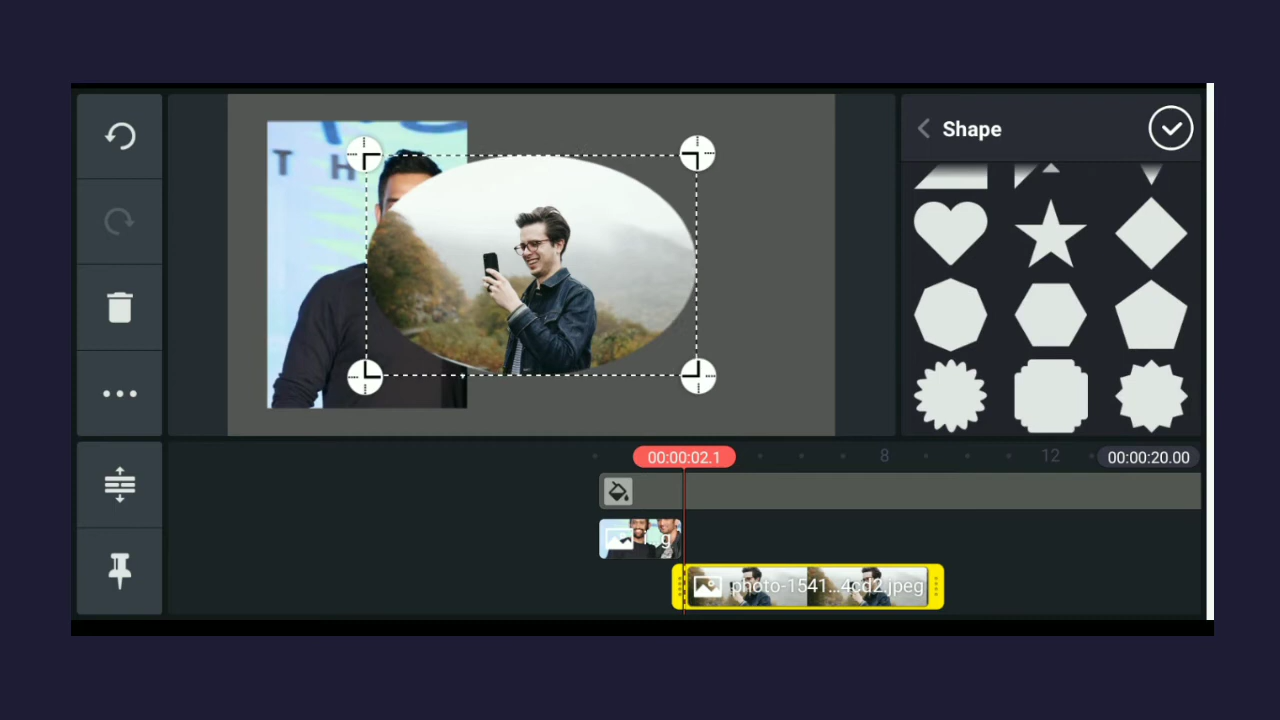 T H
Shape
00:00:02.1
8
12
00:00:20.00
photo-1541...4cd2.jpeg